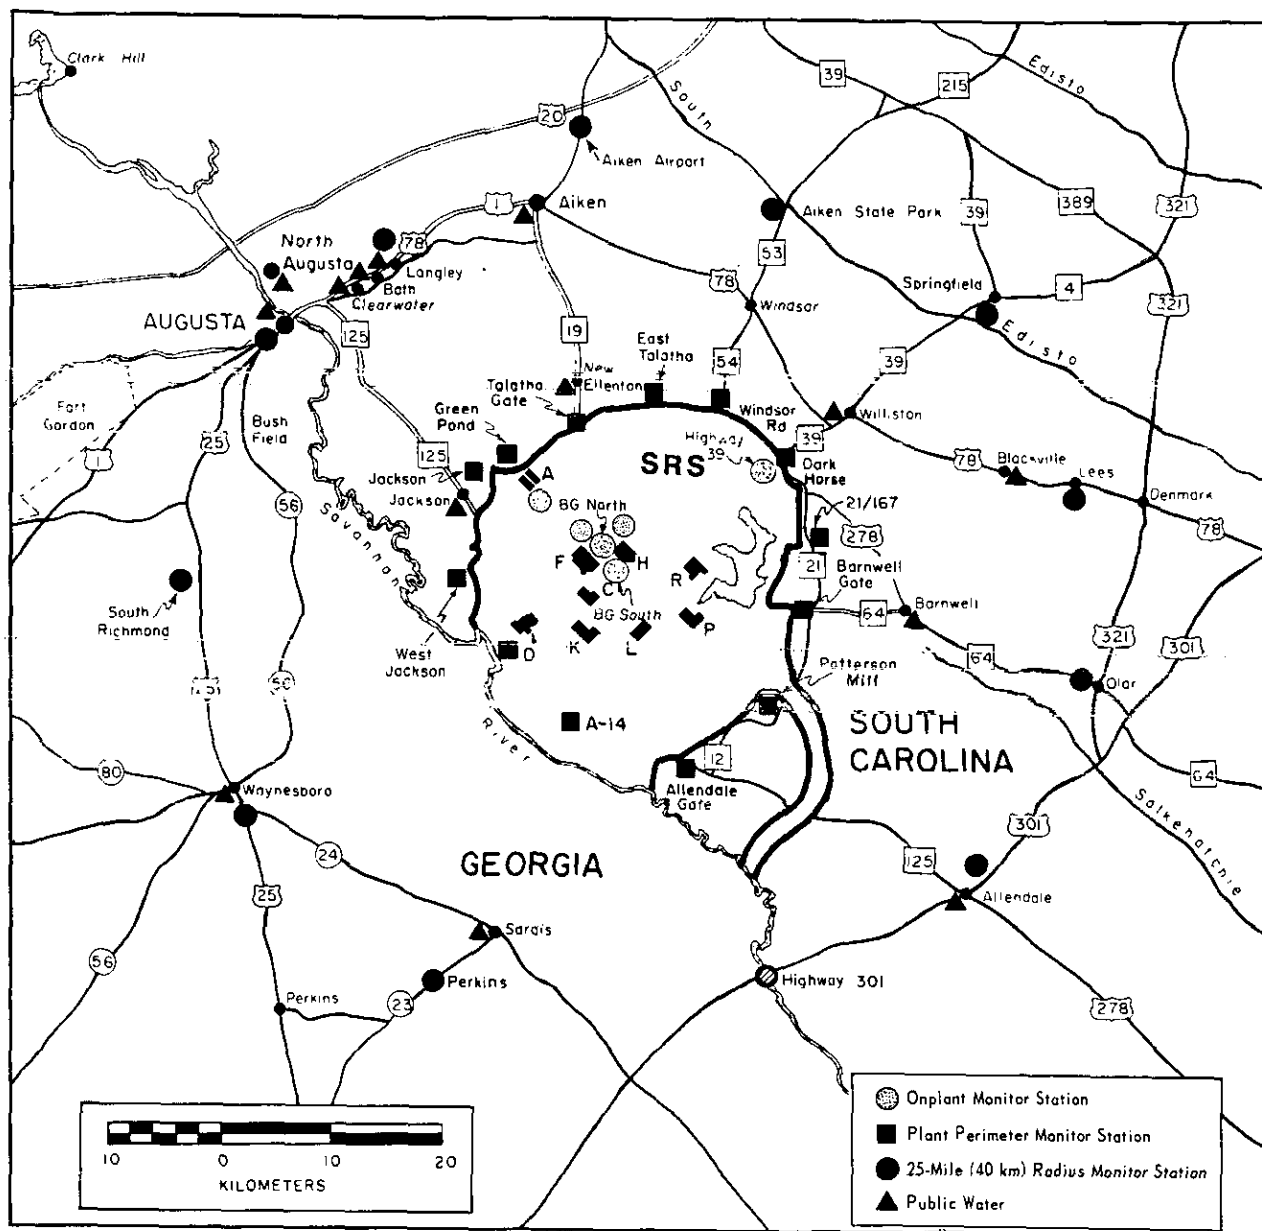 Clark Hill
Edisto
39
215
20
South
Aiken Airport
1
Aiken
Aiken State Park
39
389
321
North
Augusta
78
Langley
Bath
Clearwater
53
78
Windsor
Springfield
4
321
AUGUSTA
125
19
East
Talatha
54
39
Edisto
New
Ellenton
Talatha
Gate
Fort
Gordon
Bush
Field
25
1
Green
Pond
Windsor
Rd
Williston
125
Highway
39
39
SRS
Dark
Horse
78
Blackville
Lees
Denmark
78
Jackson
Jackson
A
56
Savannah
BG North
21/167
278
F
H
R
21
Barnwell
Gate
C
BG South
South
Richmond
64
Barnwell
P
West
Jackson
D
K
L
64
321
301
Patterson
Mill
Olar
River
A-14
SOUTH
CAROLINA
12
64
80
Waynesboro
Allendale
Gate
Salkehatchie
301
24
GEORGIA
125
25
Allendale
56
Sardis
Perkins
Highway 301
Perkins
23
278
10 0 10 20
KILOMETERS
Onplant Monitor Station
Plant Perimeter Monitor Station
25-Mile (40 km) Radius Monitor Station
Public Water